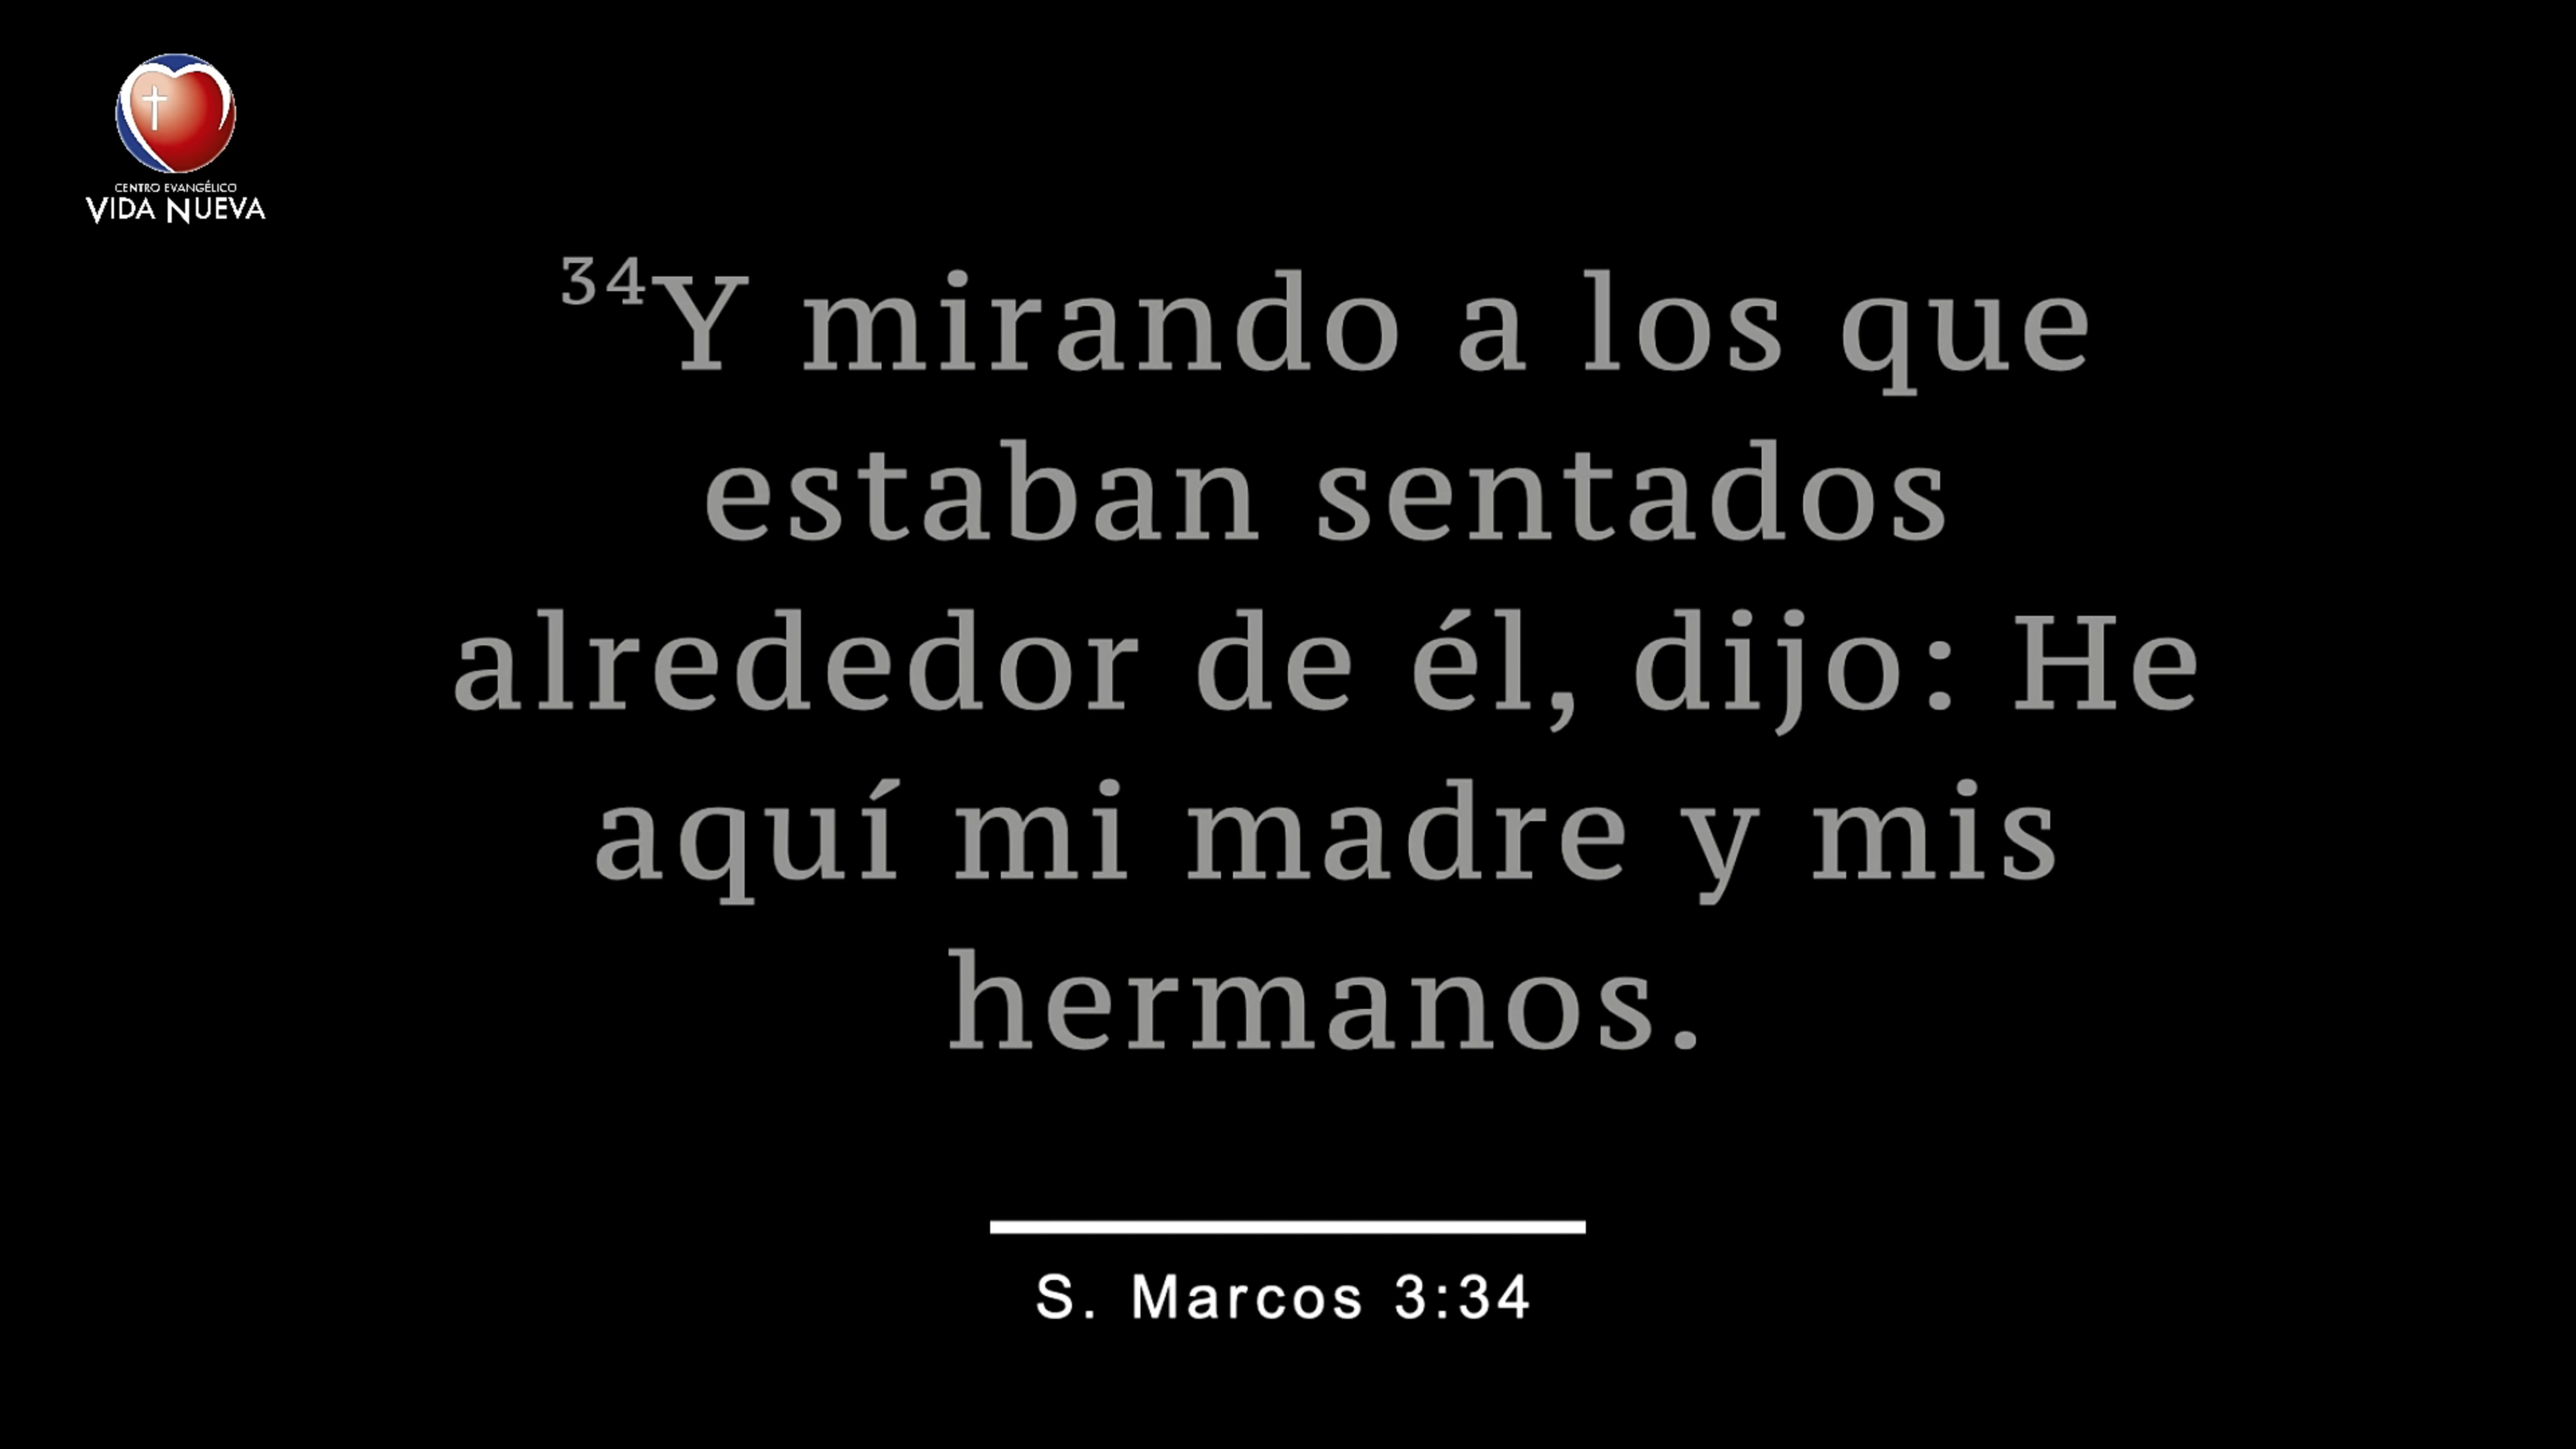 CENTRO EVANGÉLICO
VIDA NUEVA
³⁴Y mirando a los que
estaban sentados
alrededor de él, dijo: He
aquí mi madre y mis
hermanos.
S. Marcos 3:34